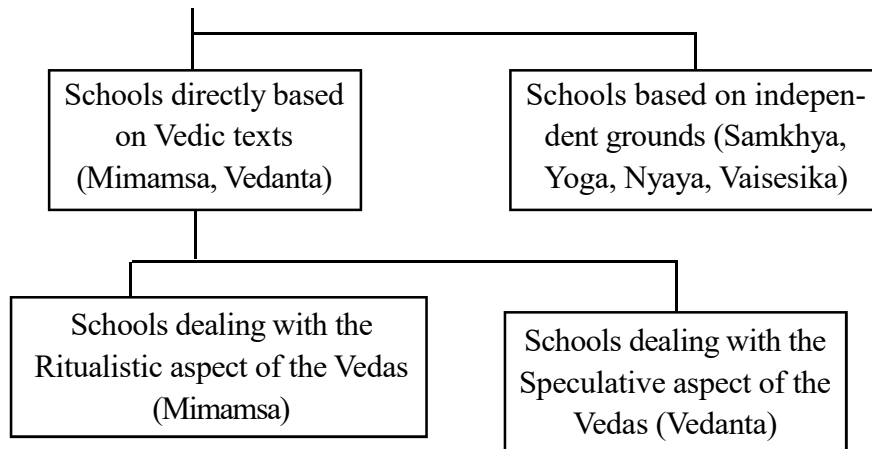 Schools directly based
on Vedic texts
(Mimamsa, Vedanta)
Schools based on indepen-
dent grounds (Samkhya,
Yoga, Nyaya, Vaisesika)
Schools dealing with the
Ritualistic aspect of the Vedas
(Mimamsa)
Schools dealing with the
Speculative aspect of the
Vedas (Vedanta)